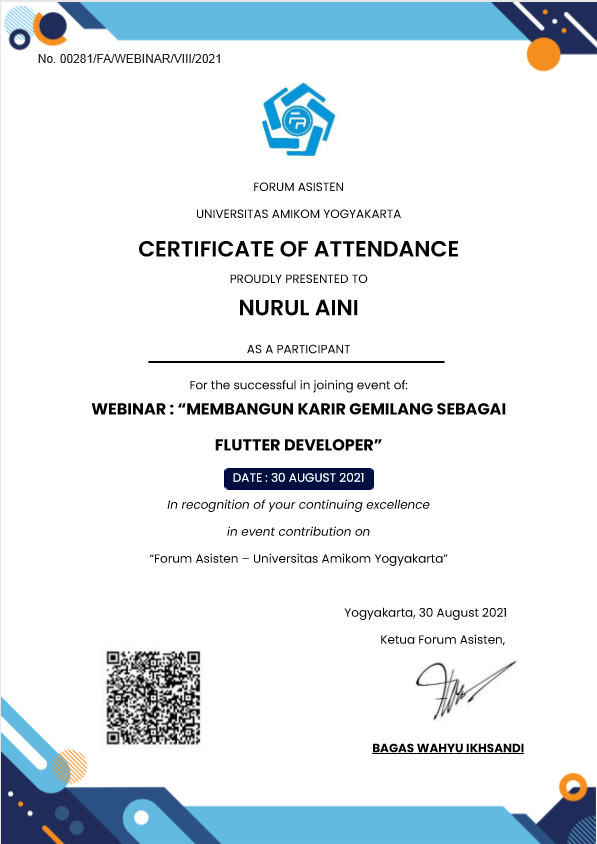 No. 00281/FA/WEBINAR/VIII/2021
FORUM ASISTEN
UNIVERSITAS AMIKOM YOGYAKARTA
CERTIFICATE OF ATTENDANCE
PROUDLY PRESENTED TO
NURUL AINI
AS A PARTICIPANT
For the successful in joining event of:
WEBINAR : “MEMBANGUN KARIR GEMILANG SEBAGAI
FLUTTER DEVELOPER”
DATE : 30 AUGUST 2021
In recognition of your continuing excellence
in event contribution on
“Forum Asisten – Universitas Amikom Yogyakarta”
Yogyakarta, 30 August 2021
Ketua Forum Asisten,
BAGAS WAHYU IKHSANDI